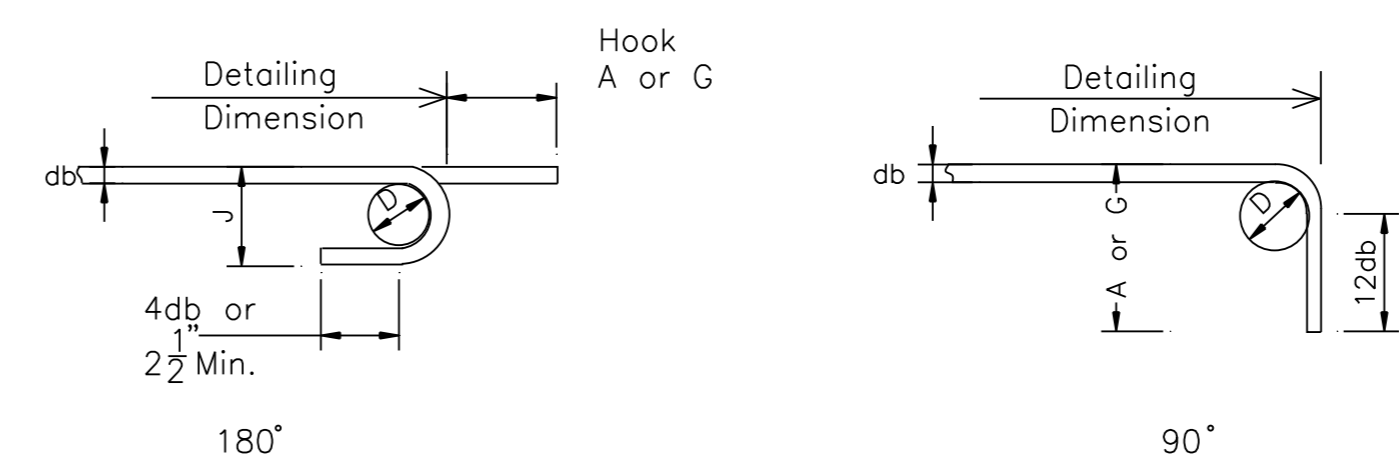 Hook
A or G
Detailing
Dimension
db
J
D
4db or
2 1/2” Min.
180°
Detailing
Dimension
db
A or G
D
12db
90°